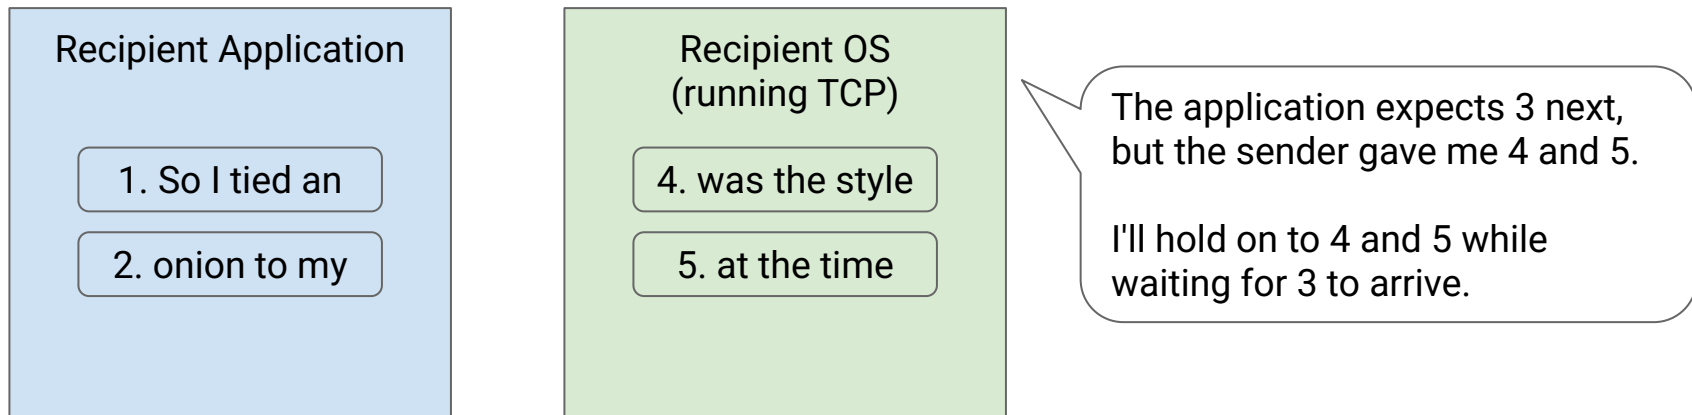 Recipient Application
1. So I tied an
2. onion to my
Recipient OS
(running TCP)
4. was the style
5. at the time
The application expects 3 next,
but the sender gave me 4 and 5.
I'll hold on to 4 and 5 while
waiting for 3 to arrive.